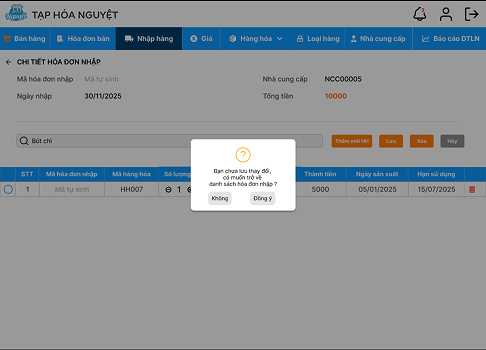 TẠP HÓA NGUYỆT
Bán hàng
Hóa đơn bán
Nhập hàng
Giá
Hàng hóa
Loại hàng
Nhà cung cấp
Báo cáo DTLN
CHI TIẾT HÓA ĐƠN NHẬP
Mã hóa đơn nhập Mã tự sinh
Nhà cung cấp NCC00005
Ngày nhập 30/11/2025
Tổng tiền 10000
Bút chì
Thêm mới HH
Lưu
Xóa
Hủy
Bạn chưa lưu thay đổi,
có muốn trở về
danh sách hóa đơn nhập ?
Không
Đồng ý
STT Mã hóa đơn nhập Mã hàng hóa Số lượng Thành tiền Ngày sản xuất Hạn sử dụng
1 Mã tự sinh HH007 1 5000 05/01/2025 15/07/2025